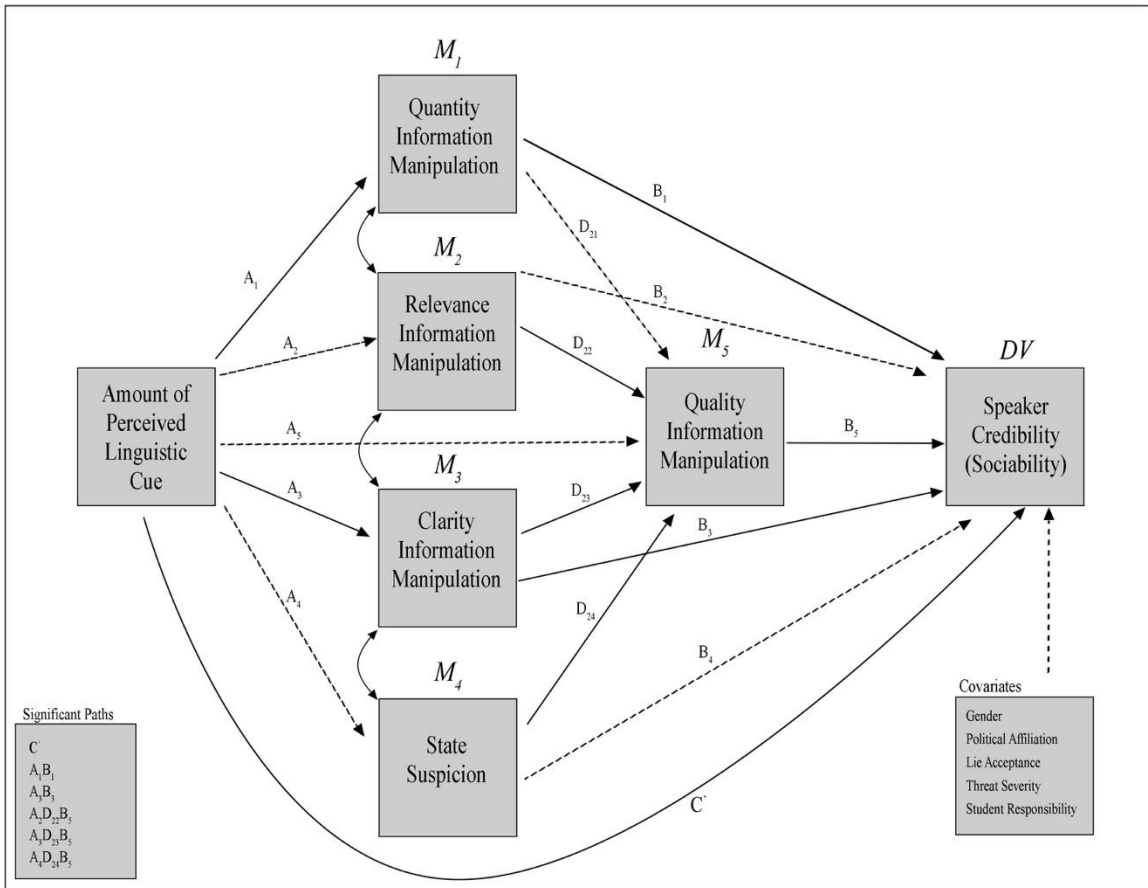 M₁
Quantity
Information
Manipulation
B₁
D₂₁
A₁
M₂
Relevance
Information
Manipulation
B₂
A₂
D₂₂
M₅
Quality
Information
Manipulation
DV
Speaker
Credibility
(Sociability)
Amount of
Perceived
Linguistic
Cue
A₅
B₅
A₃
M₃
Clarity
Information
Manipulation
D₂₃
B₃
A₄
D₂₄
B₄
M₄
State
Suspicion
C'
Significant Paths
C'
A₁B₁
A₃B₃
A₂D₂₂B₅
A₃D₂₃B₅
A₄D₂₄B₅
Covariates
Gender
Political Affiliation
Lie Acceptance
Threat Severity
Student Responsibility